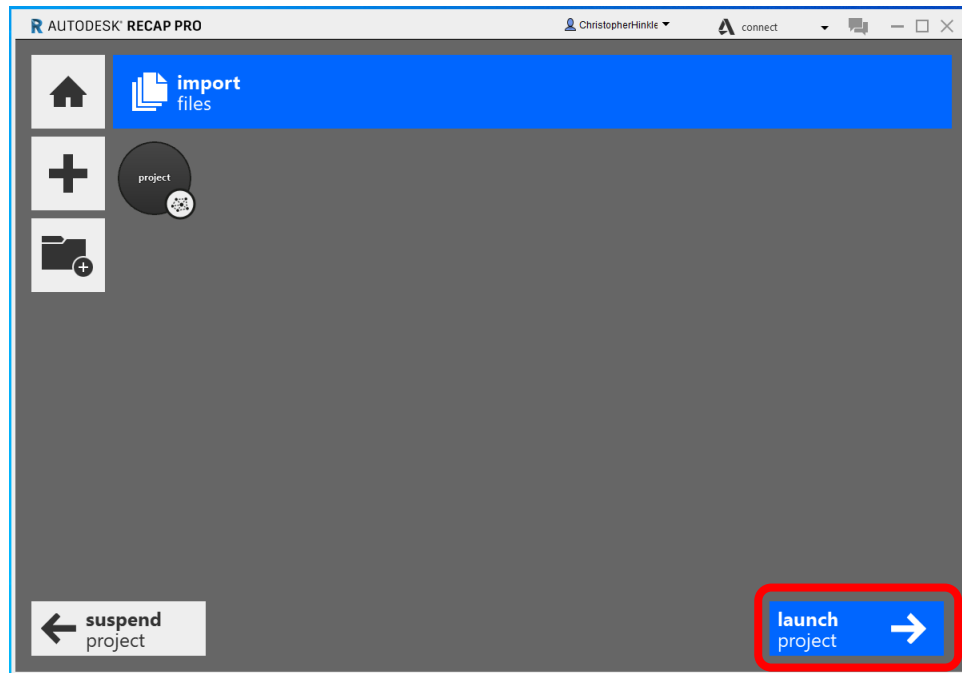 R AUTODESK® RECAP PRO
ChristopherHinkle
connect
import
files
project
suspend
project
launch
project